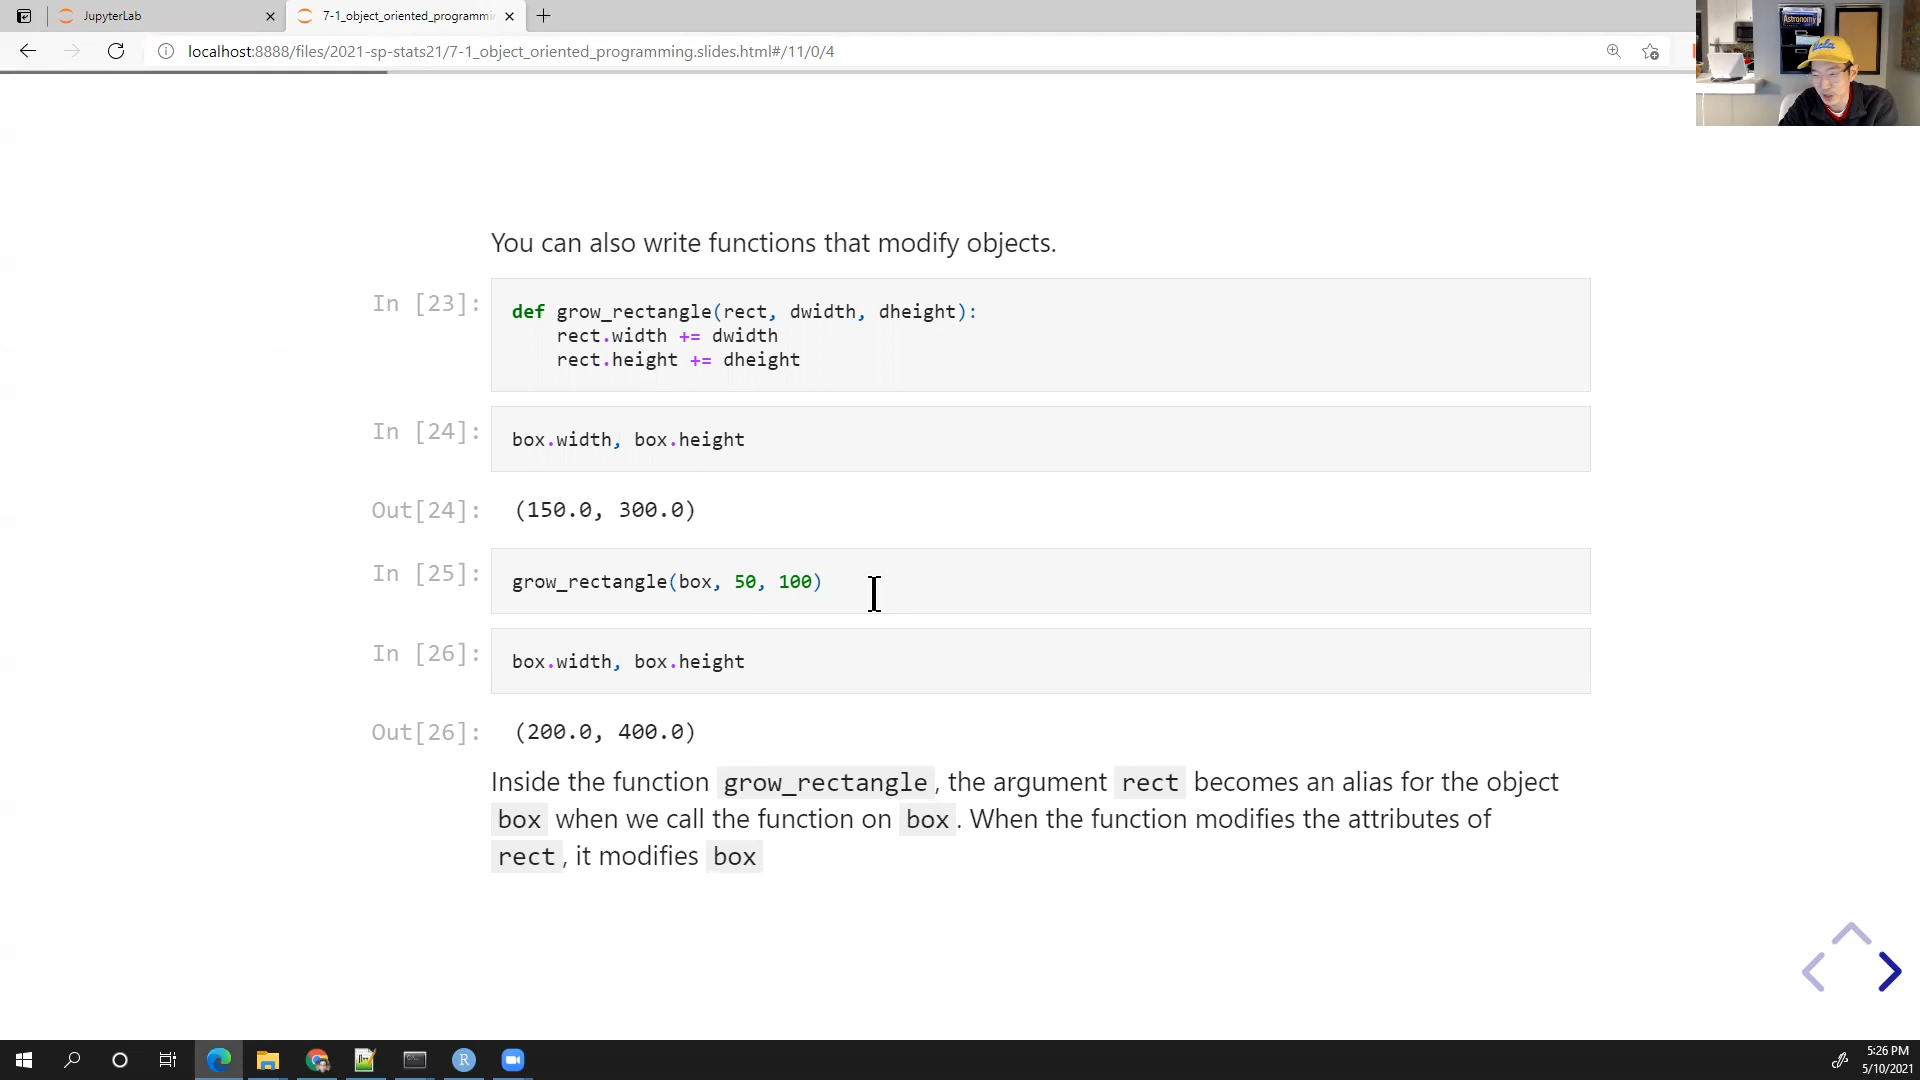 JupyterLab
7-1_object_oriented_programmin
localhost:8888/files/2021-sp-stats21/7-1_object_oriented_programming.slides.html#/11/0/4
Astronomy
You can also write functions that modify objects.
In [23]:
def grow_rectangle(rect, dwidth, dheight):
    rect.width += dwidth
    rect.height += dheight
In [24]:
box.width, box.height
Out[24]:
(150.0, 300.0)
In [25]:
grow_rectangle(box, 50, 100)
In [26]:
box.width, box.height
Out[26]:
(200.0, 400.0)
Inside the function grow_rectangle, the argument rect becomes an alias for the object
box when we call the function on box. When the function modifies the attributes of
rect, it modifies box
R
5:26 PM
5/10/2021